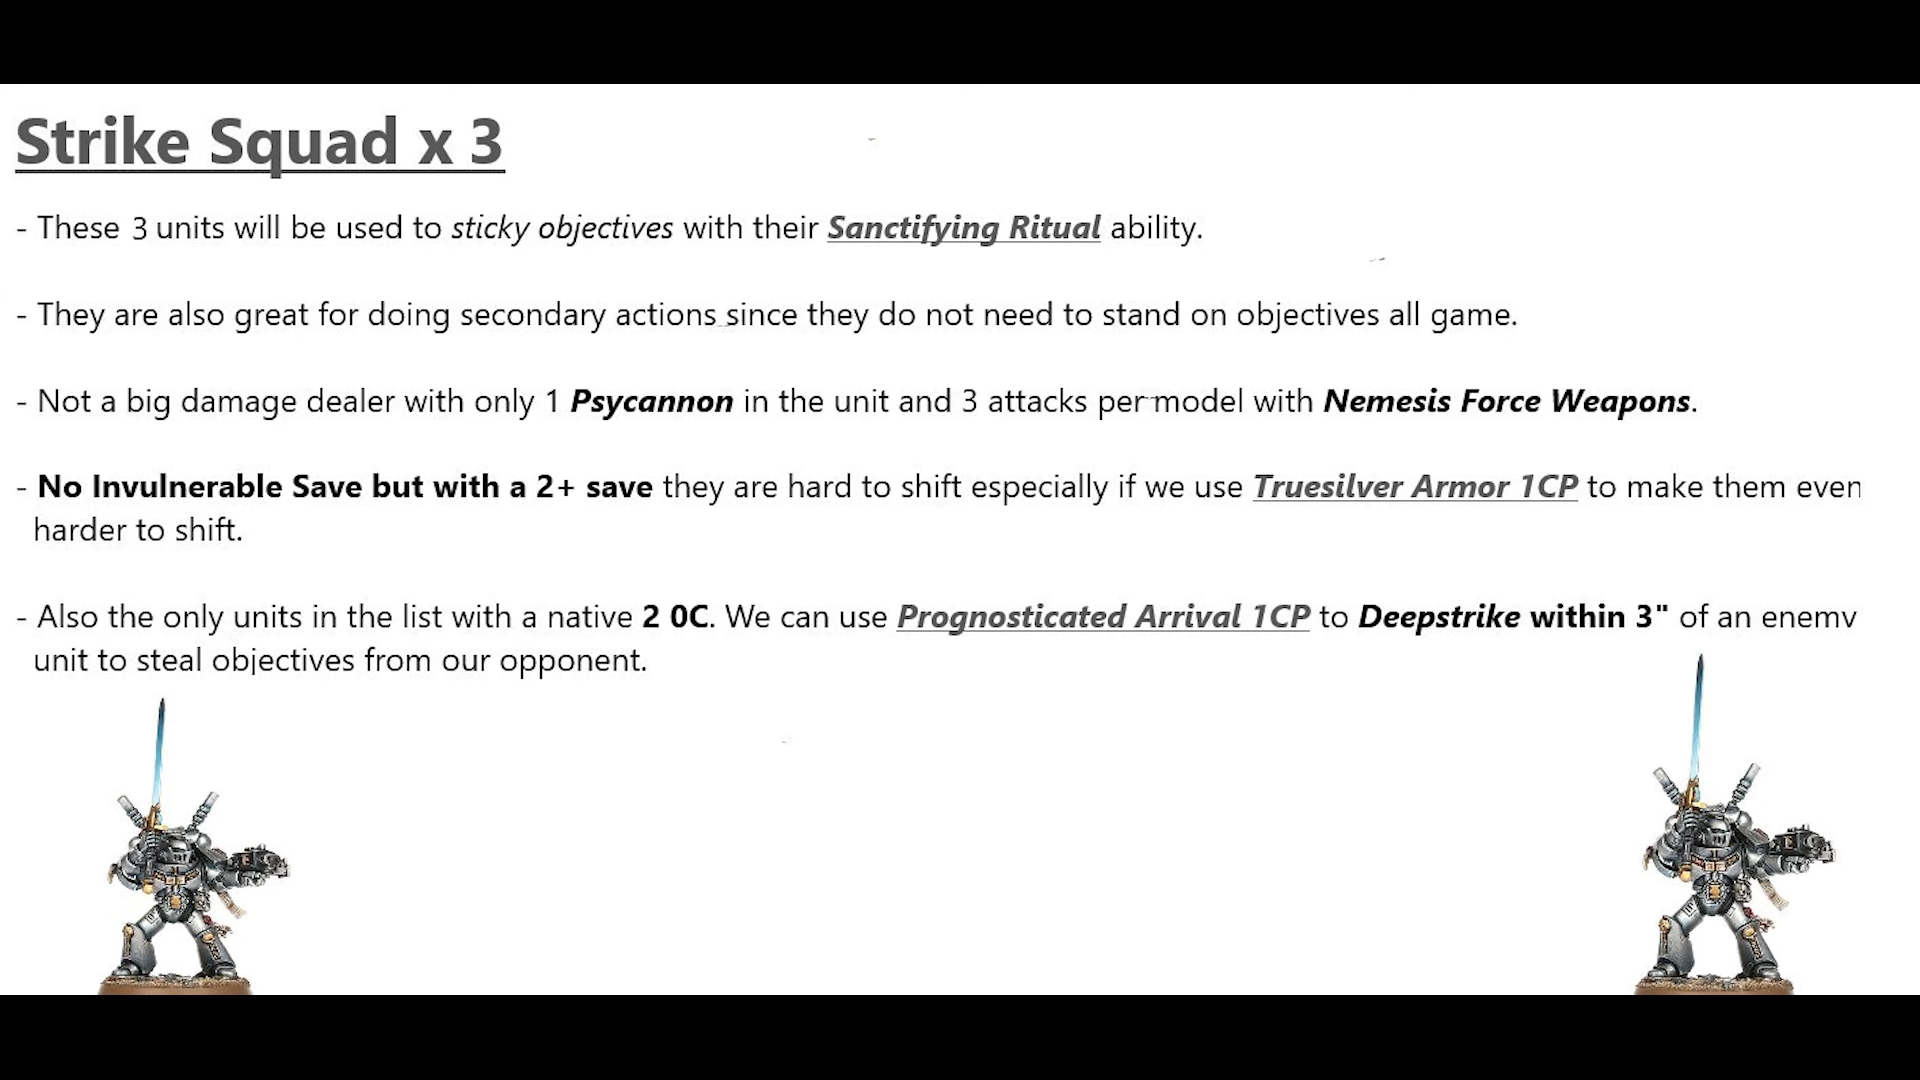 Strike Squad x 3
- These 3 units will be used to sticky objectives with their Sanctifying Ritual ability.
- They are also great for doing secondary actions since they do not need to stand on objectives all game.
- Not a big damage dealer with only 1 Psycannon in the unit and 3 attacks per model with Nemesis Force Weapons.
- No Invulnerable Save but with a 2+ save they are hard to shift especially if we use Truesilver Armor 1CP to make them even
harder to shift.
- Also the only units in the list with a native 2 0C. We can use Prognosticated Arrival 1CP to Deepstrike within 3" of an enemy
unit to steal objectives from our opponent.